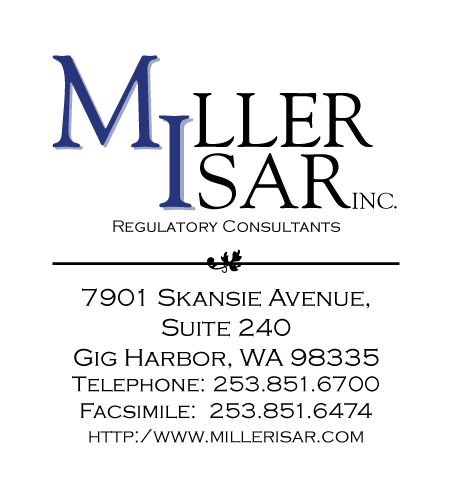 Miller
Isar Inc.
Regulatory Consultants
7901 Skansie Avenue,
Suite 240
Gig Harbor, WA 98335
Telephone: 253.851.6700
Facsimile: 253.851.6474
http:/www.millerisar.com